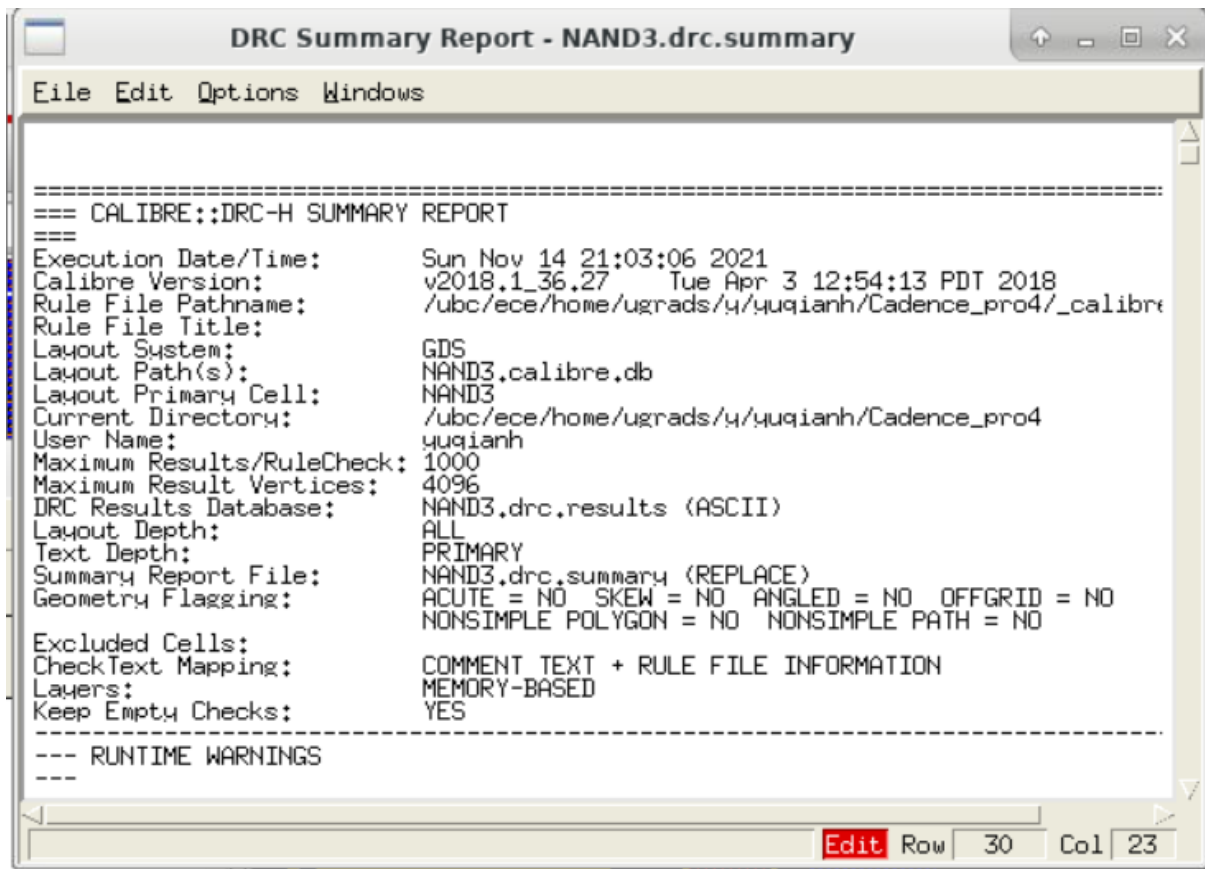 DRC Summary Report - NAND3.drc.summary
File Edit Options Windows
================================================================================
=== CALIBRE::DRC-H SUMMARY REPORT
===
Execution Date/Time: Sun Nov 14 21:03:06 2021
Calibre Version: v2018.1_36.27 Tue Apr 3 12:54:13 PDT 2018
Rule File Pathname: /ubc/ece/home/ugrads/y/yuqianh/Cadence_pro4/_calibre
Rule File Title:
Layout System: GDS
Layout Path(s): NAND3.calibre.db
Layout Primary Cell: NAND3
Current Directory: /ubc/ece/home/ugrads/y/yuqianh/Cadence_pro4
User Name: yuqianh
Maximum Results/RuleCheck: 1000
Maximum Result Vertices: 4096
DRC Results Database: NAND3.drc.results (ASCII)
Layout Depth: ALL
Text Depth: PRIMARY
Summary Report File: NAND3.drc.summary (REPLACE)
Geometry Flagging: ACUTE = NO SKEW = NO ANGLED = NO OFFGRID = NO
NONSIMPLE POLYGON = NO NONSIMPLE PATH = NO
Excluded Cells:
CheckText Mapping: COMMENT TEXT + RULE FILE INFORMATION
Layers: MEMORY-BASED
Keep Empty Checks: YES
--------------------------------------------------------------------------------
--- RUNTIME WARNINGS
---
Edit Row 30 Col 23